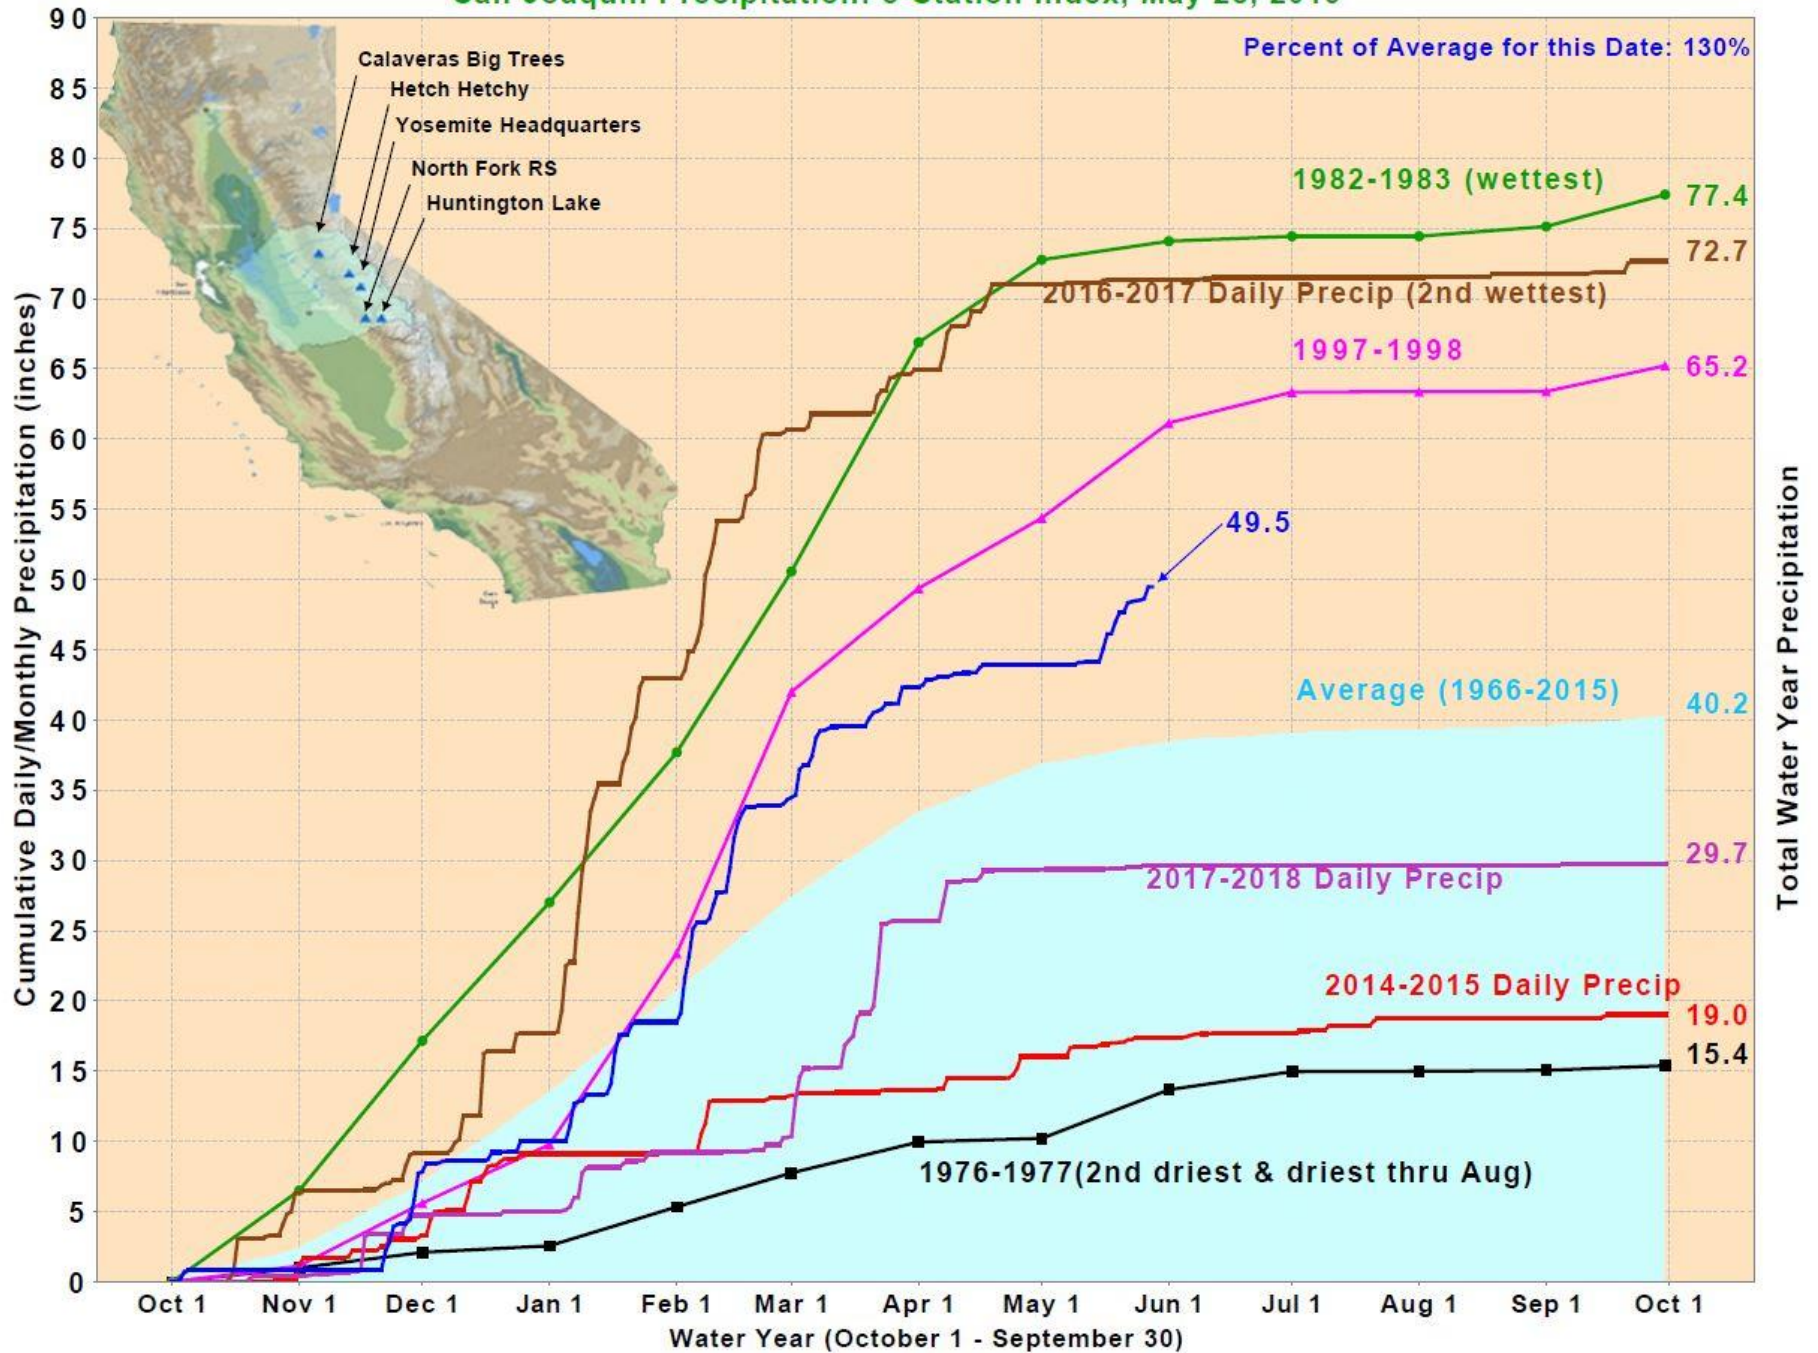 90
85
80
75
70
65
60
55
50
45
40
35
30
25
20
15
10
5
0
Cumulative Daily/Monthly Precipitation (inches)
Percent of Average for this Date: 130%
Calaveras Big Trees
Hetch Hetchy
Yosemite Headquarters
North Fork RS
Huntington Lake
1982-1983 (wettest)
77.4
72.7
2016-2017 Daily Precip (2nd wettest)
1997-1998
65.2
49.5
Average (1966-2015)
40.2
29.7
2017-2018 Daily Precip
2014-2015 Daily Precip
19.0
15.4
1976-1977(2nd driest & driest thru Aug)
Total Water Year Precipitation
Oct 1 Nov 1 Dec 1 Jan 1 Feb 1 Mar 1 Apr 1 May 1 Jun 1 Jul 1 Aug 1 Sep 1 Oct 1
Water Year (October 1 - September 30)